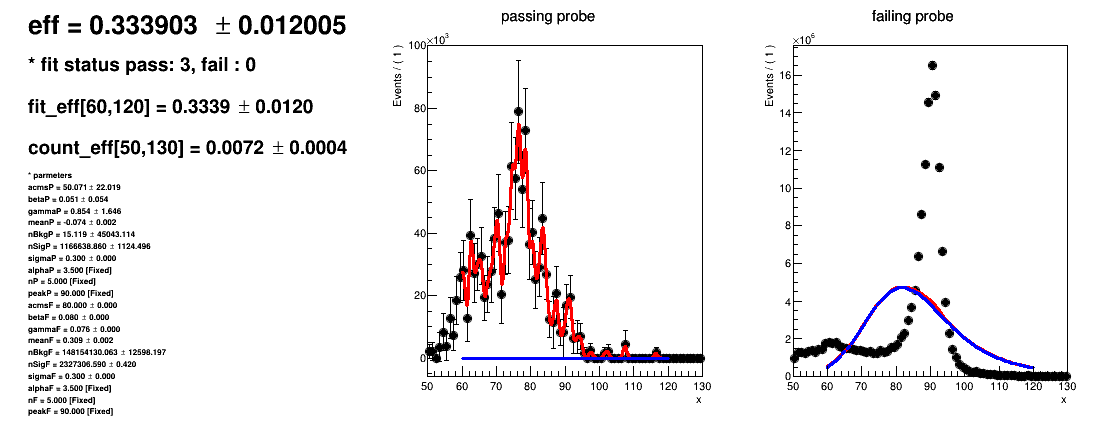 eff = 0.333903 ± 0.012005
* fit status pass: 3, fail : 0
fit_eff[60,120] = 0.3339 ± 0.0120
count_eff[50,130] = 0.0072 ± 0.0004
* parmeters
acmsP = 50.071 ± 22.019
betaP = 0.051 ± 0.054
gammaP = 0.854 ± 1.646
meanP = -0.074 ± 0.002
nBkgP = 15.119 ± 45043.114
nSigP = 1166638.860 ± 1124.496
sigmaP = 0.300 ± 0.000
alphaP = 3.500 [Fixed]
nP = 5.000 [Fixed]
peakP = 90.000 [Fixed]
acmsF = 80.000 ± 0.000
betaF = 0.080 ± 0.000
gammaF = 0.076 ± 0.000
meanF = 0.309 ± 0.002
nBkgF = 148154130.063 ± 12598.197
nSigF = 2327306.590 ± 0.420
sigmaF = 0.300 ± 0.000
alphaF = 3.500 [Fixed]
nF = 5.000 [Fixed]
peakF = 90.000 [Fixed]
passing probe
×10³
Events / ( 1 )
100
80
60
40
20
0
50 60 70 80 90 100 110 120 130
x
failing probe
×10⁶
Events / ( 1 )
16
14
12
10
8
6
4
2
0
50 60 70 80 90 100 110 120 130
x